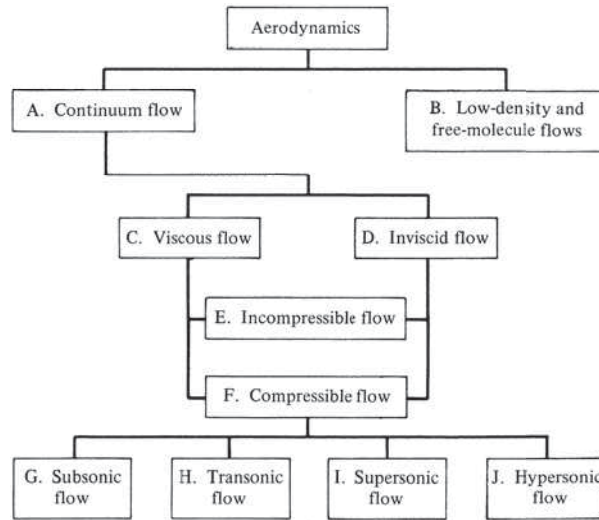 Aerodynamics
A. Continuum flow
B. Low-density and
free-molecule flows
C. Viscous flow
D. Inviscid flow
E. Incompressible flow
F. Compressible flow
G. Subsonic
flow
H. Transonic
flow
I. Supersonic
flow
J. Hypersonic
flow